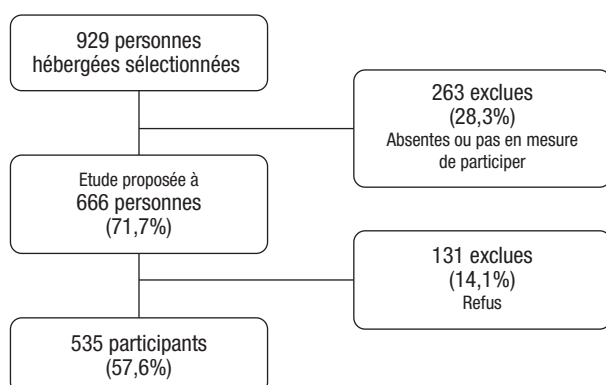 929 personnes
hébergées sélectionnées
263 exclues
(28,3%)
Absentes ou pas en mesure
de participer
Etude proposée à
666 personnes
(71,7%)
131 exclues
(14,1%)
Refus
535 participants
(57,6%)